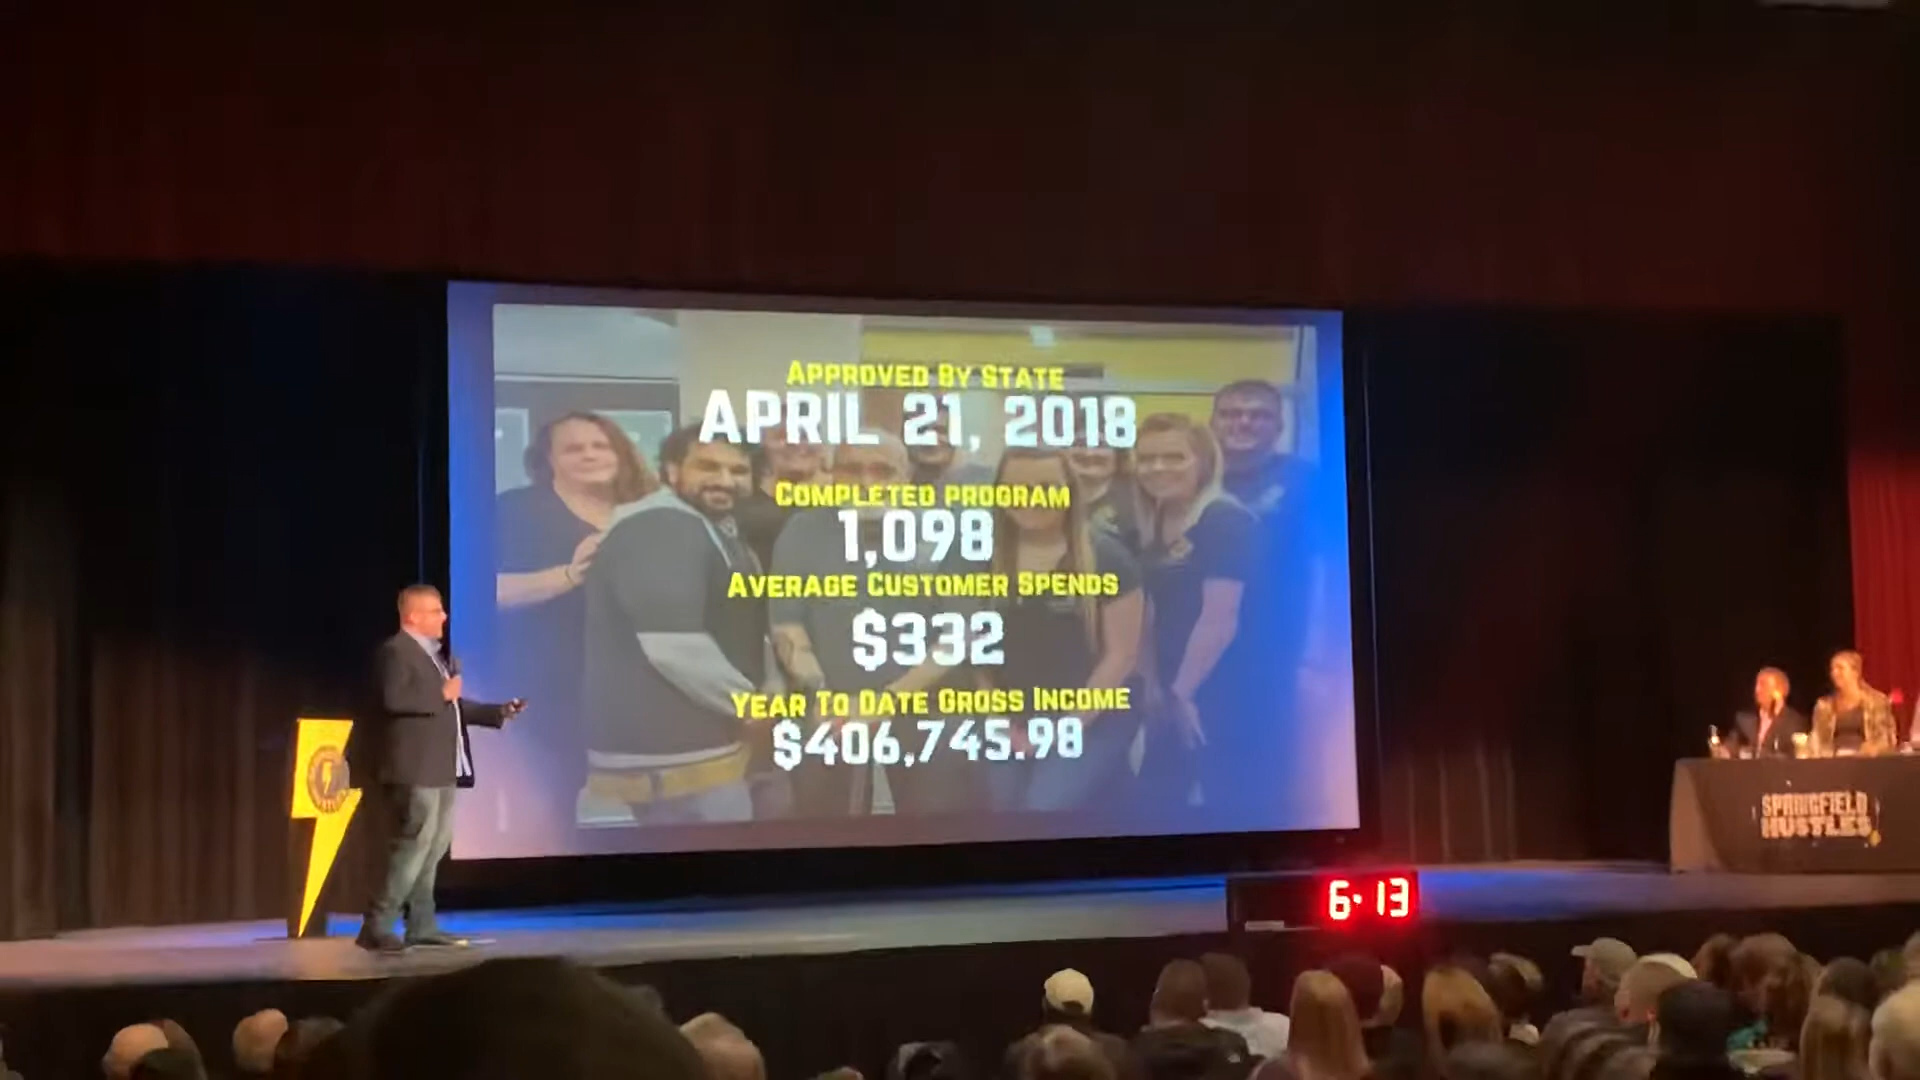 APPROVED BY STATE
APRIL 21, 2018
COMPLETED PROGRAM
1,098
AVERAGE CUSTOMER SPENDS
$332
YEAR TO DATE GROSS INCOME
$406,745.98
SPRINGFIELD
HUSTLES
6:13